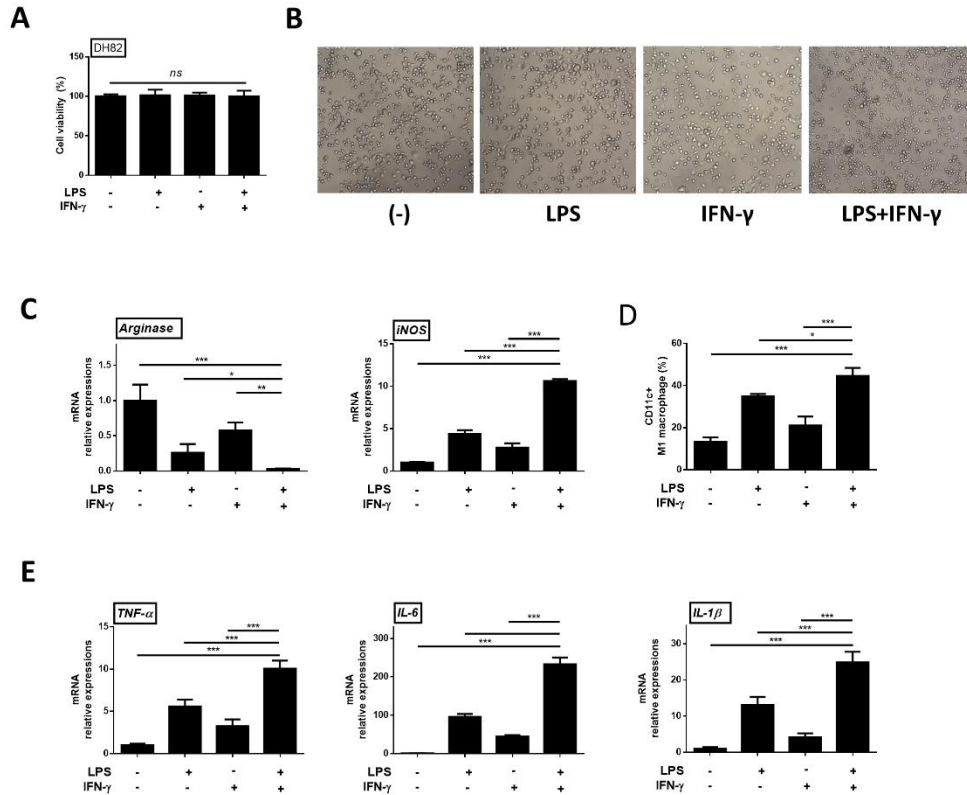 A
DH82
Cell viability (%)
150
100
50
0
ns
LPS - + - +
IFN-γ - - + +
B
(-)
LPS
IFN-γ
LPS+IFN-γ
C
Arginase
mRNA
relative expressions
1.5
1.0
0.5
0.0
***
*
**
LPS - + - +
IFN-γ - - + +
iNOS
mRNA
relative expressions
15
10
5
0
***
***
***
LPS - + - +
IFN-γ - - + +
D
CD11c+
M1 macrophage (%)
60
40
20
0
***
*
***
LPS - + - +
IFN-γ - - + +
E
TNF-α
mRNA
relative expressions
15
10
5
0
***
***
***
LPS - + - +
IFN-γ - - + +
IL-6
mRNA
relative expressions
300
200
100
0
***
***
***
LPS - + - +
IFN-γ - - + +
IL-1β
mRNA
relative expressions
30
20
10
0
***
***
***
LPS - + - +
IFN-γ - - + +